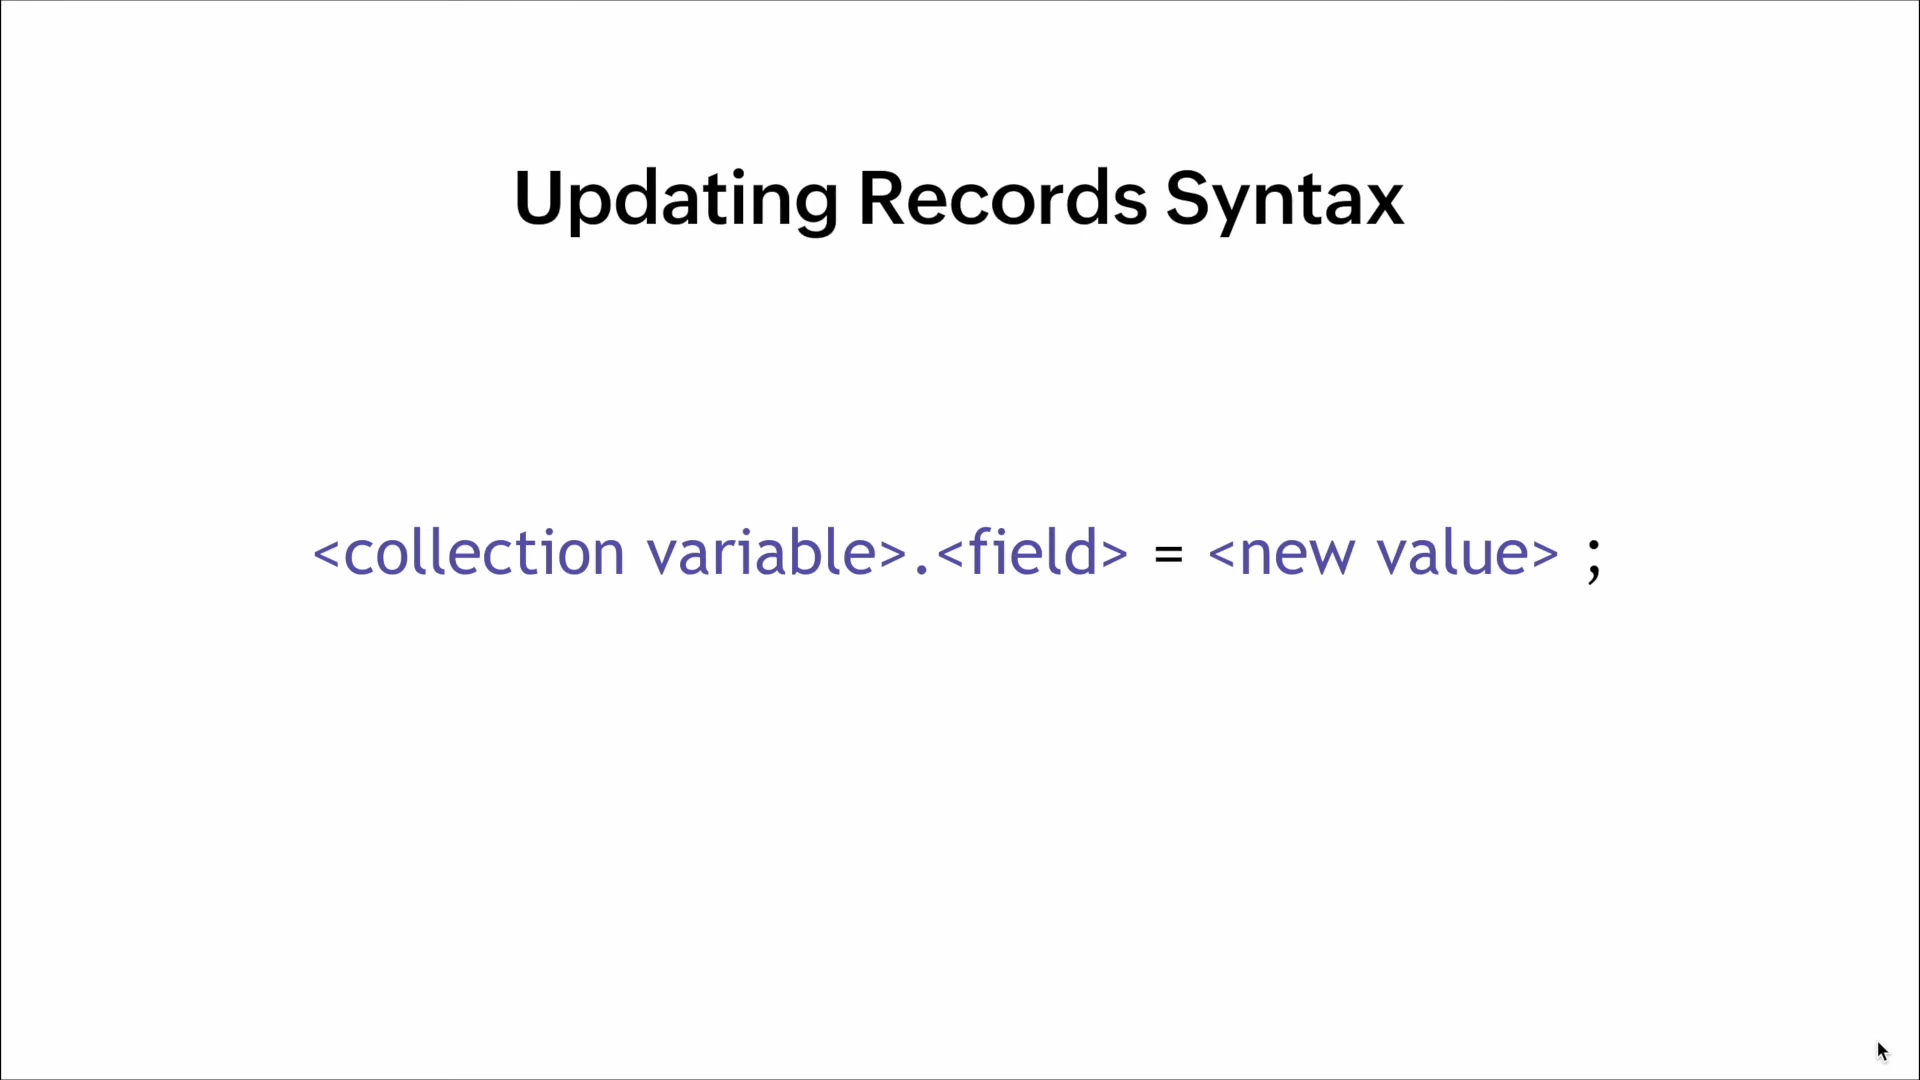 Updating Records Syntax
<collection variable>.<field> = <new value> ;